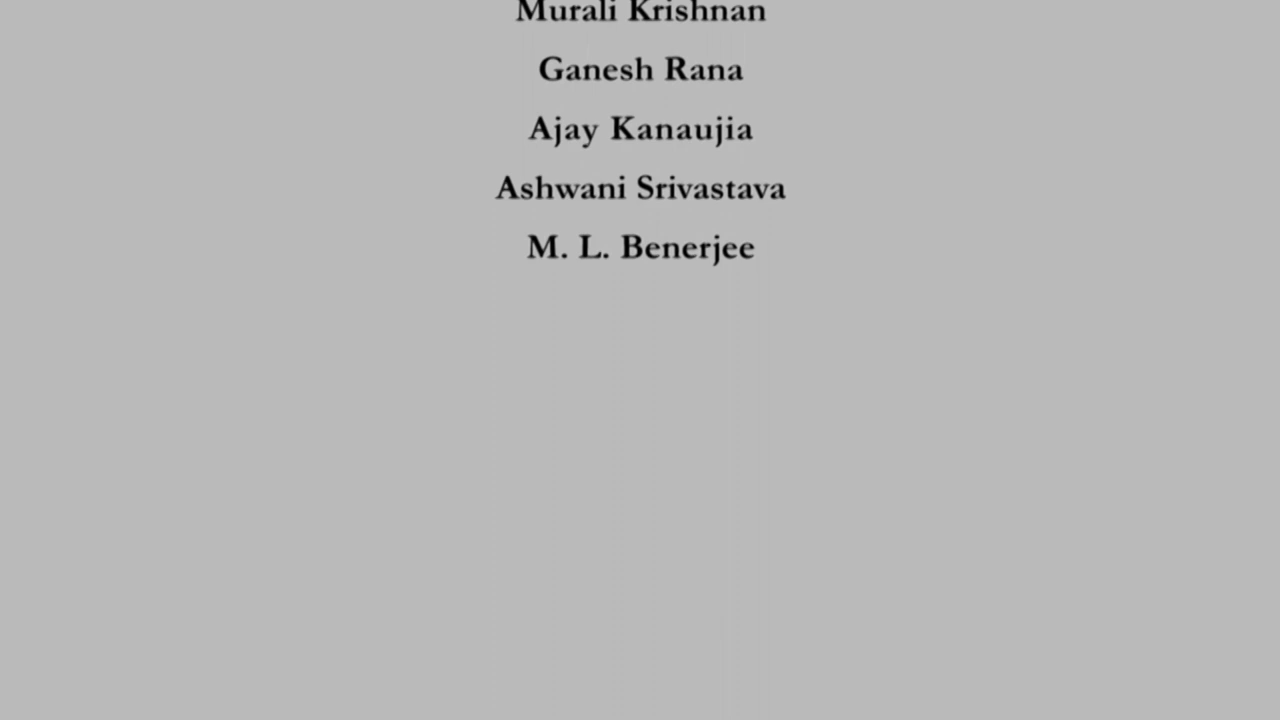 Murali Krishnan
Ganesh Rana
Ajay Kanaujia
Ashwani Srivastava
M. L. Benerjee